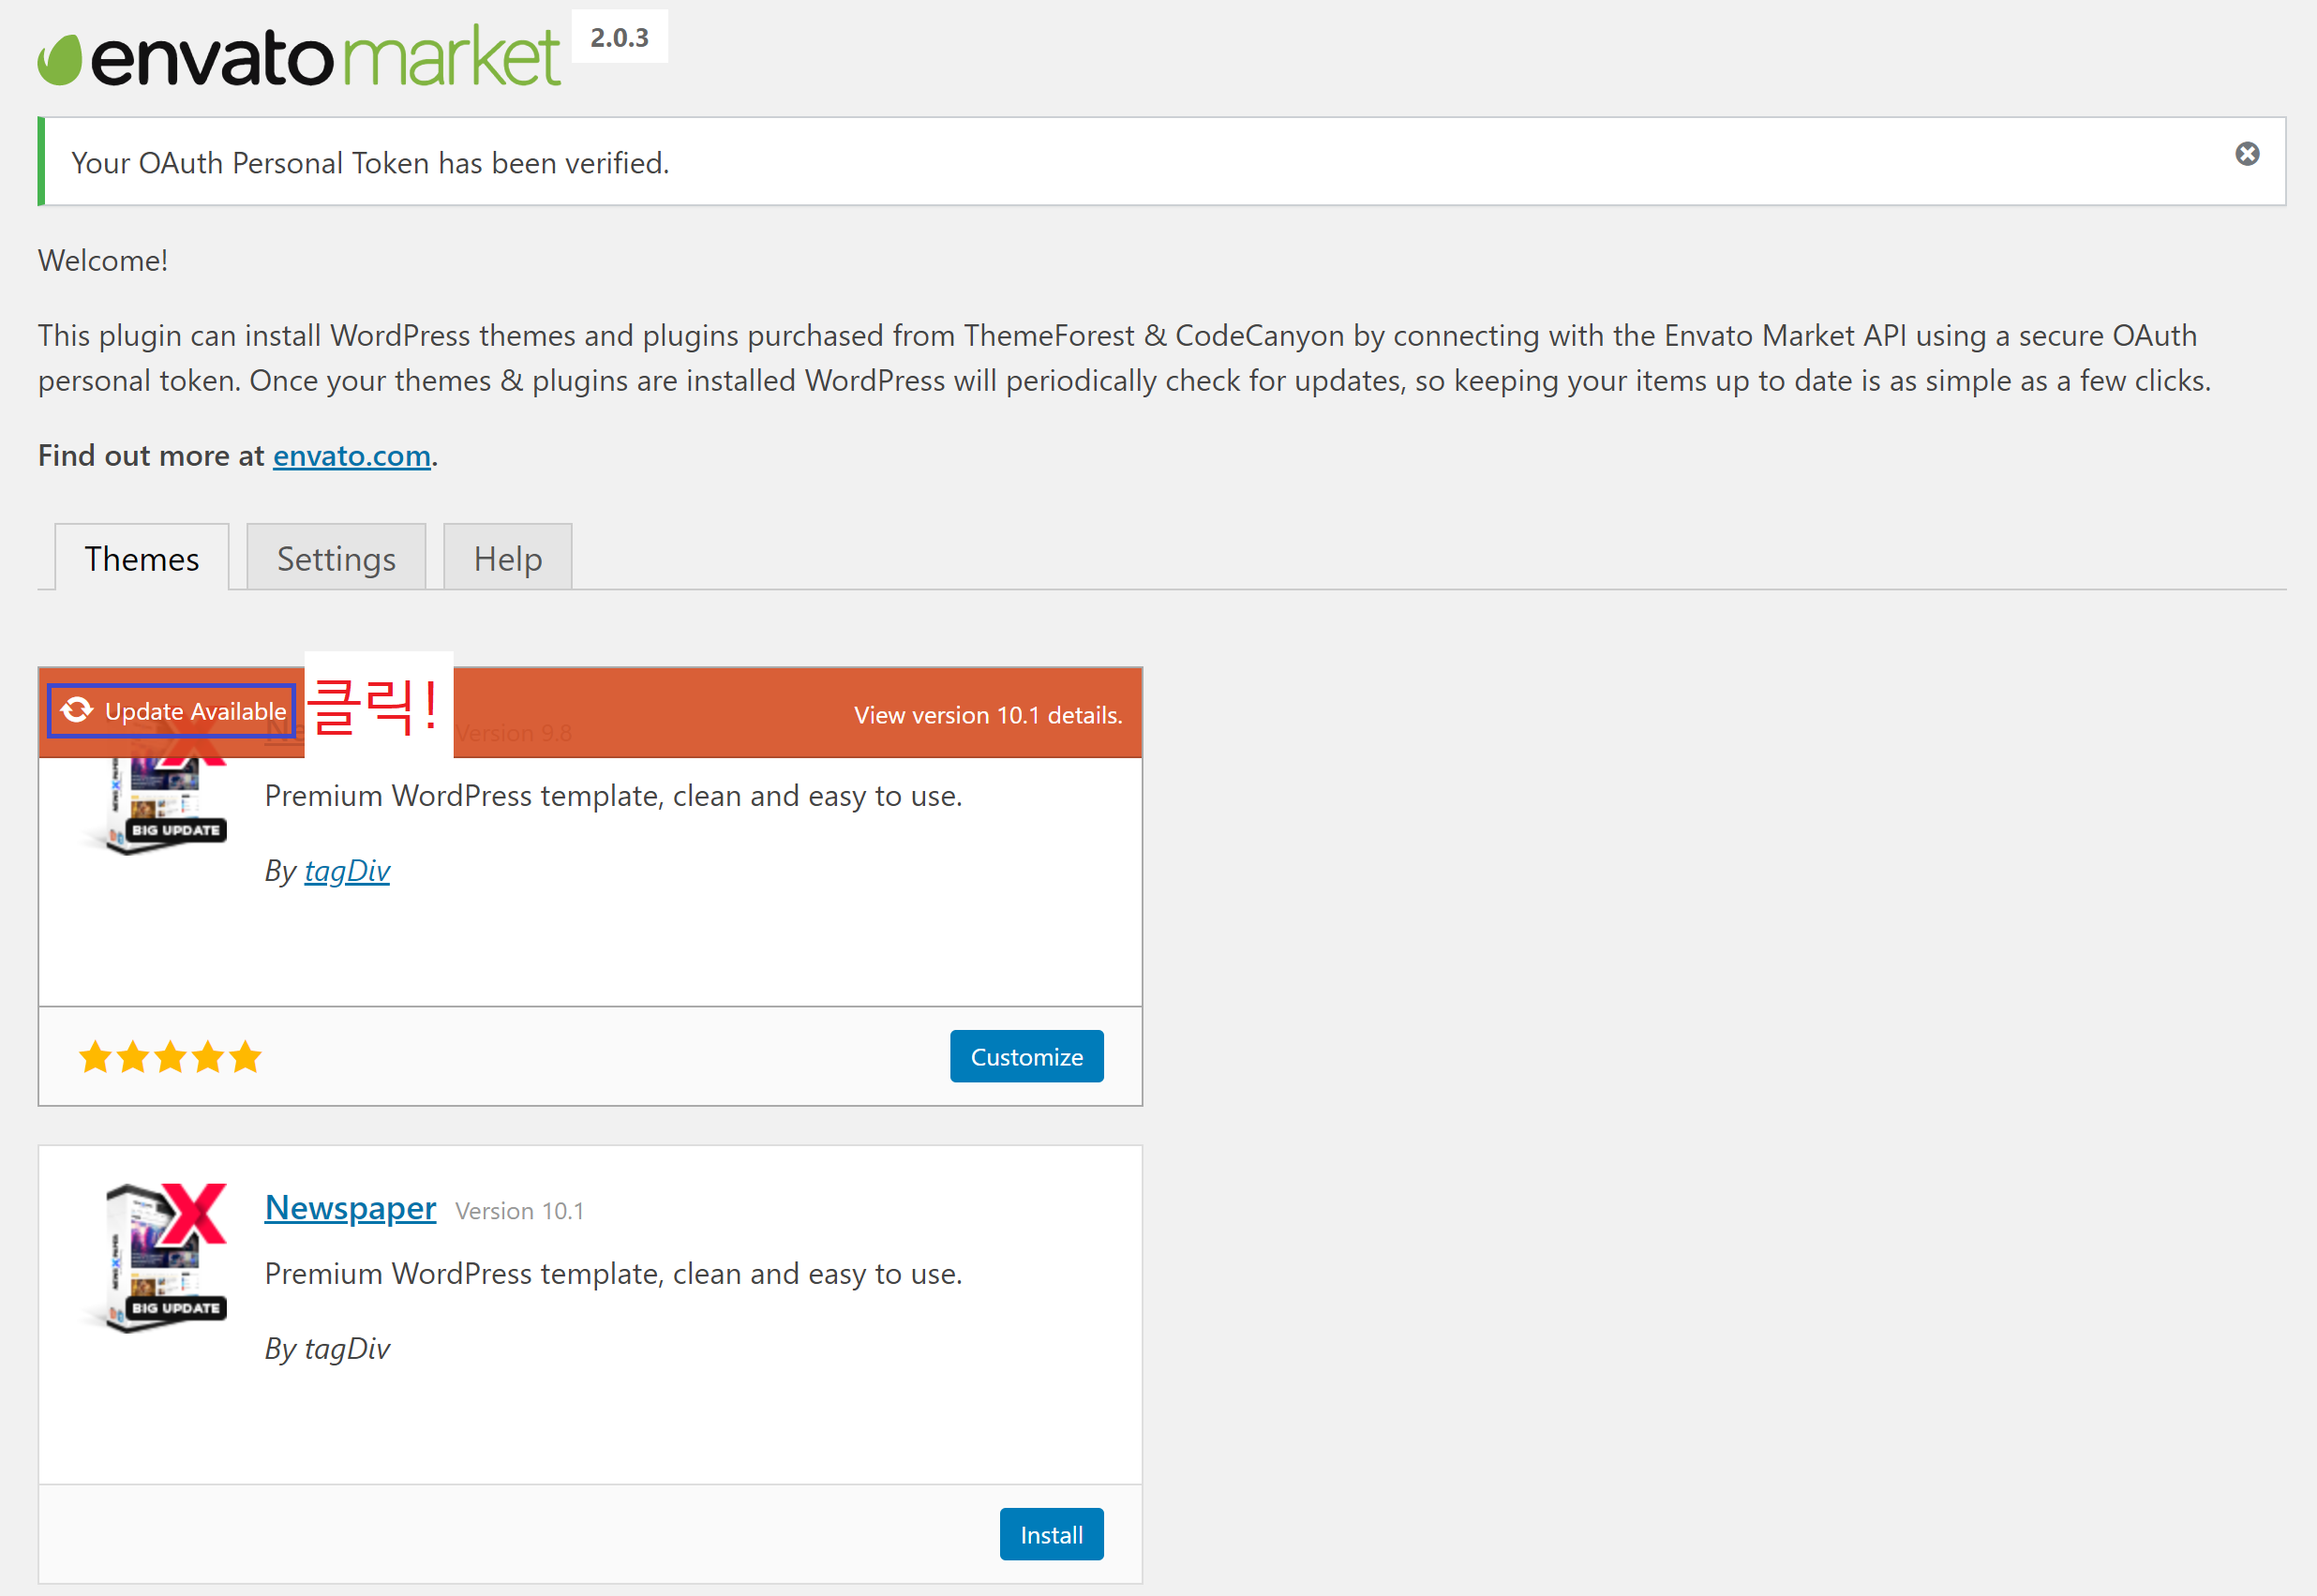 envato market 2.0.3
Your OAuth Personal Token has been verified.
Welcome!
This plugin can install WordPress themes and plugins purchased from ThemeForest & CodeCanyon by connecting with the Envato Market API using a secure OAuth
personal token. Once your themes & plugins are installed WordPress will periodically check for updates, so keeping your items up to date is as simple as a few clicks.
Find out more at envato.com.
Themes Settings Help
Update Available 클릭! View version 10.1 details.
Version 9.8
Premium WordPress template, clean and easy to use.
BIG UPDATE
By tagDiv
Customize
Newspaper Version 10.1
Premium WordPress template, clean and easy to use.
BIG UPDATE
By tagDiv
Install